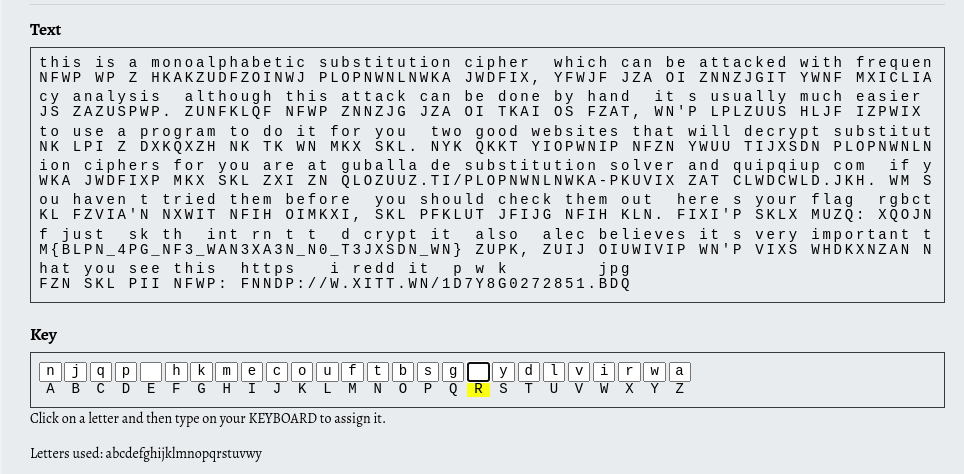 Text
this is a monoalphabetic substitution cipher which can be attacked with frequen
NFWP WP Z HKAKZUDFZOINWJ PLOPNWNLNWKA JWDFIX, YFWJF JZA OI ZNNZJGIT YWNF MXICLIA
cy analysis although this attack can be done by hand it s usually much easier
JS ZAZUSPWP. ZUNFKLQF NFWP ZNNZJG JZA OI TKAI OS FZAT, WN'P LPLZUUS HLJF IZPWIX
to use a program to do it for you two good websites that will decrypt substitut
NK LPI Z DXKQXZH NK TK WN MKX SKL. NYK QKKT YIOPWNIP NFZN YWUU TIJXSDN PLOPNWNLN
ion ciphers for you are at guballa de substitution solver and quipqiup com if y
WKA JWDFIXP MKX SKL ZXI ZN QLOZUUZ.TI/PLOPNWNLNWKA-PKUVIX ZAT CLWDCWLD.JKH. WM S
ou haven t tried them before you should check them out here s your flag rgbct
KL FZVIA'N NXWIT NFIH OIMKXI, SKL PFKLUT JFIJG NFIH KLN. FIXI'P SKLX MUZQ: XQOJN
f just sk th int rn t t d crypt it also alec believes it s very important t
M{BLPN_4PG_NF3_WAN3XA3N_N0_T3JXSDN_WN} ZUPK, ZUIJ OIUWIVIP WN'P VIXS WHDKXNZAN N
hat you see this https i redd it p w k jpg
FZN SKL PII NFWP: FNNDP://W.XITT.WN/1D7Y8G0272851.BDQ
Key
n j q p h k m e c o u f t b s g y d l v i r w a
A B C D E F G H I J K L M N O P Q R S T U V W X Y Z
Click on a letter and then type on your KEYBOARD to assign it.
Letters used: abcdefghijklmnopqrstuvwy